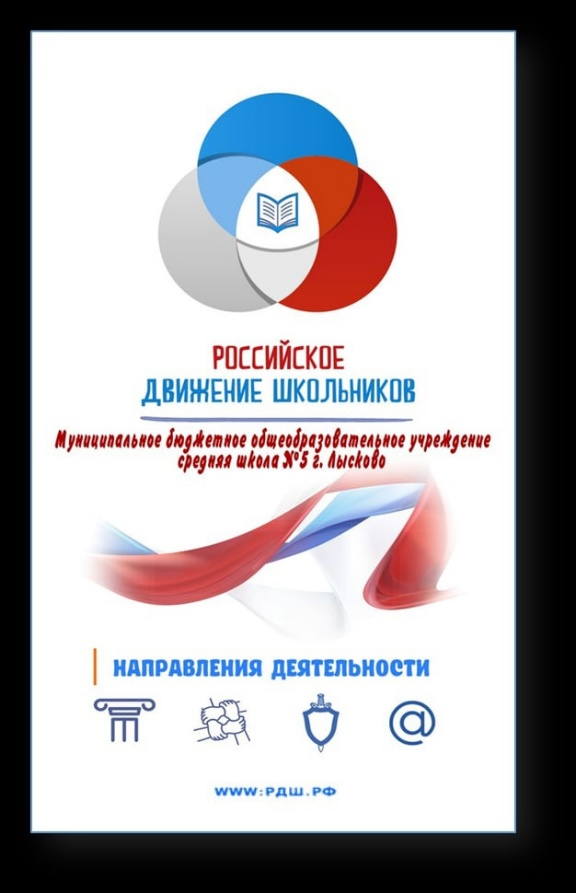 РОССИЙСКОЕ
ДВИЖЕНИЕ ШКОЛЬНИКОВ
Муниципальное бюджетное общеобразовательное учреждение
средняя школа №5 г. Лысково
НАПРАВЛЕНИЯ ДЕЯТЕЛЬНОСТИ
@
WWW:РДШ.РФ